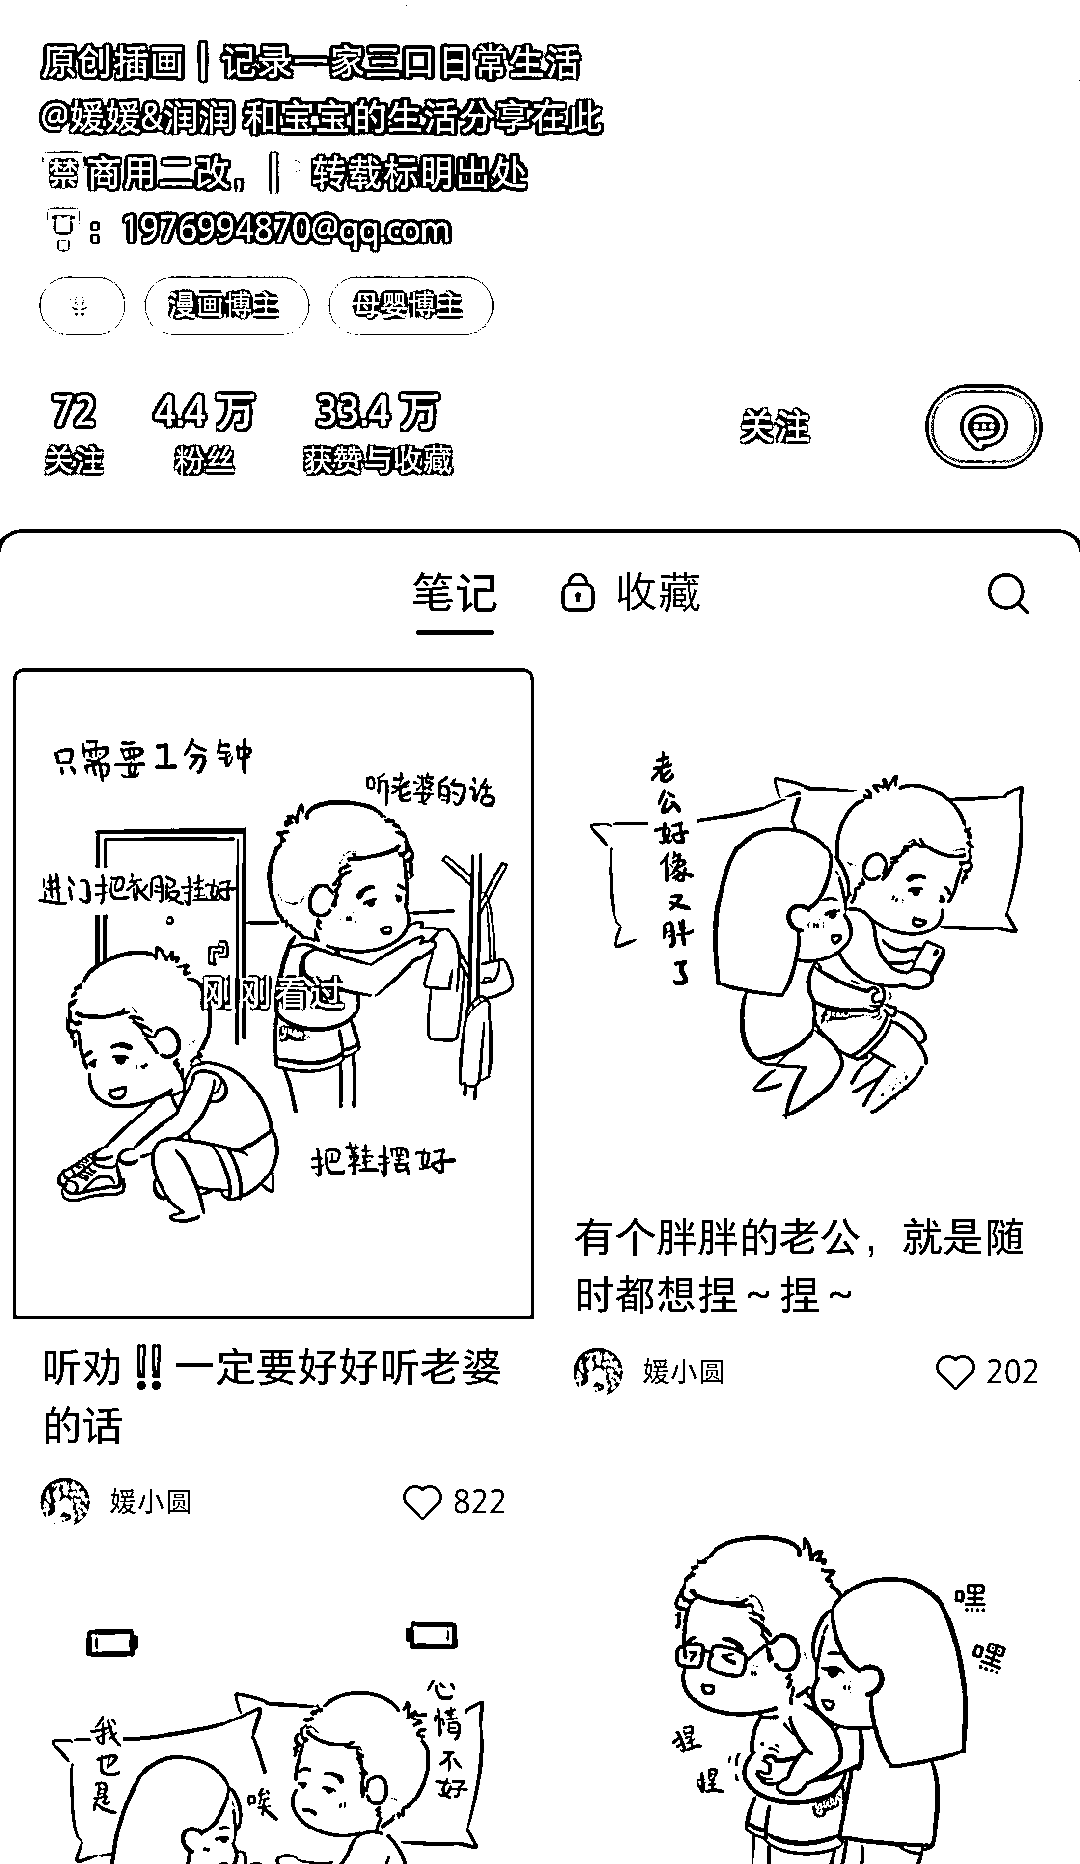 原创插画 | 记录一家三口日常生活
@媛媛&润润 和宝宝的生活分享在此
禁商用二改，‖ 转载标明出处
：1976994870@qq.com
漫画博主
母婴博主
72
关注
4.4 万
粉丝
33.4 万
获赞与收藏
关注
笔记
收藏
只需要1分钟
听老婆的话
进门把衣服挂好
刚刚看过
把鞋摆好
听劝‼️一定要好好听老婆
的话
媛小圆
822
老公好像又胖了
有个胖胖的老公，就是随
时都想捏～捏～
媛小圆
202
我也是
唉
心情不好
嘿
嘿
捏
捏